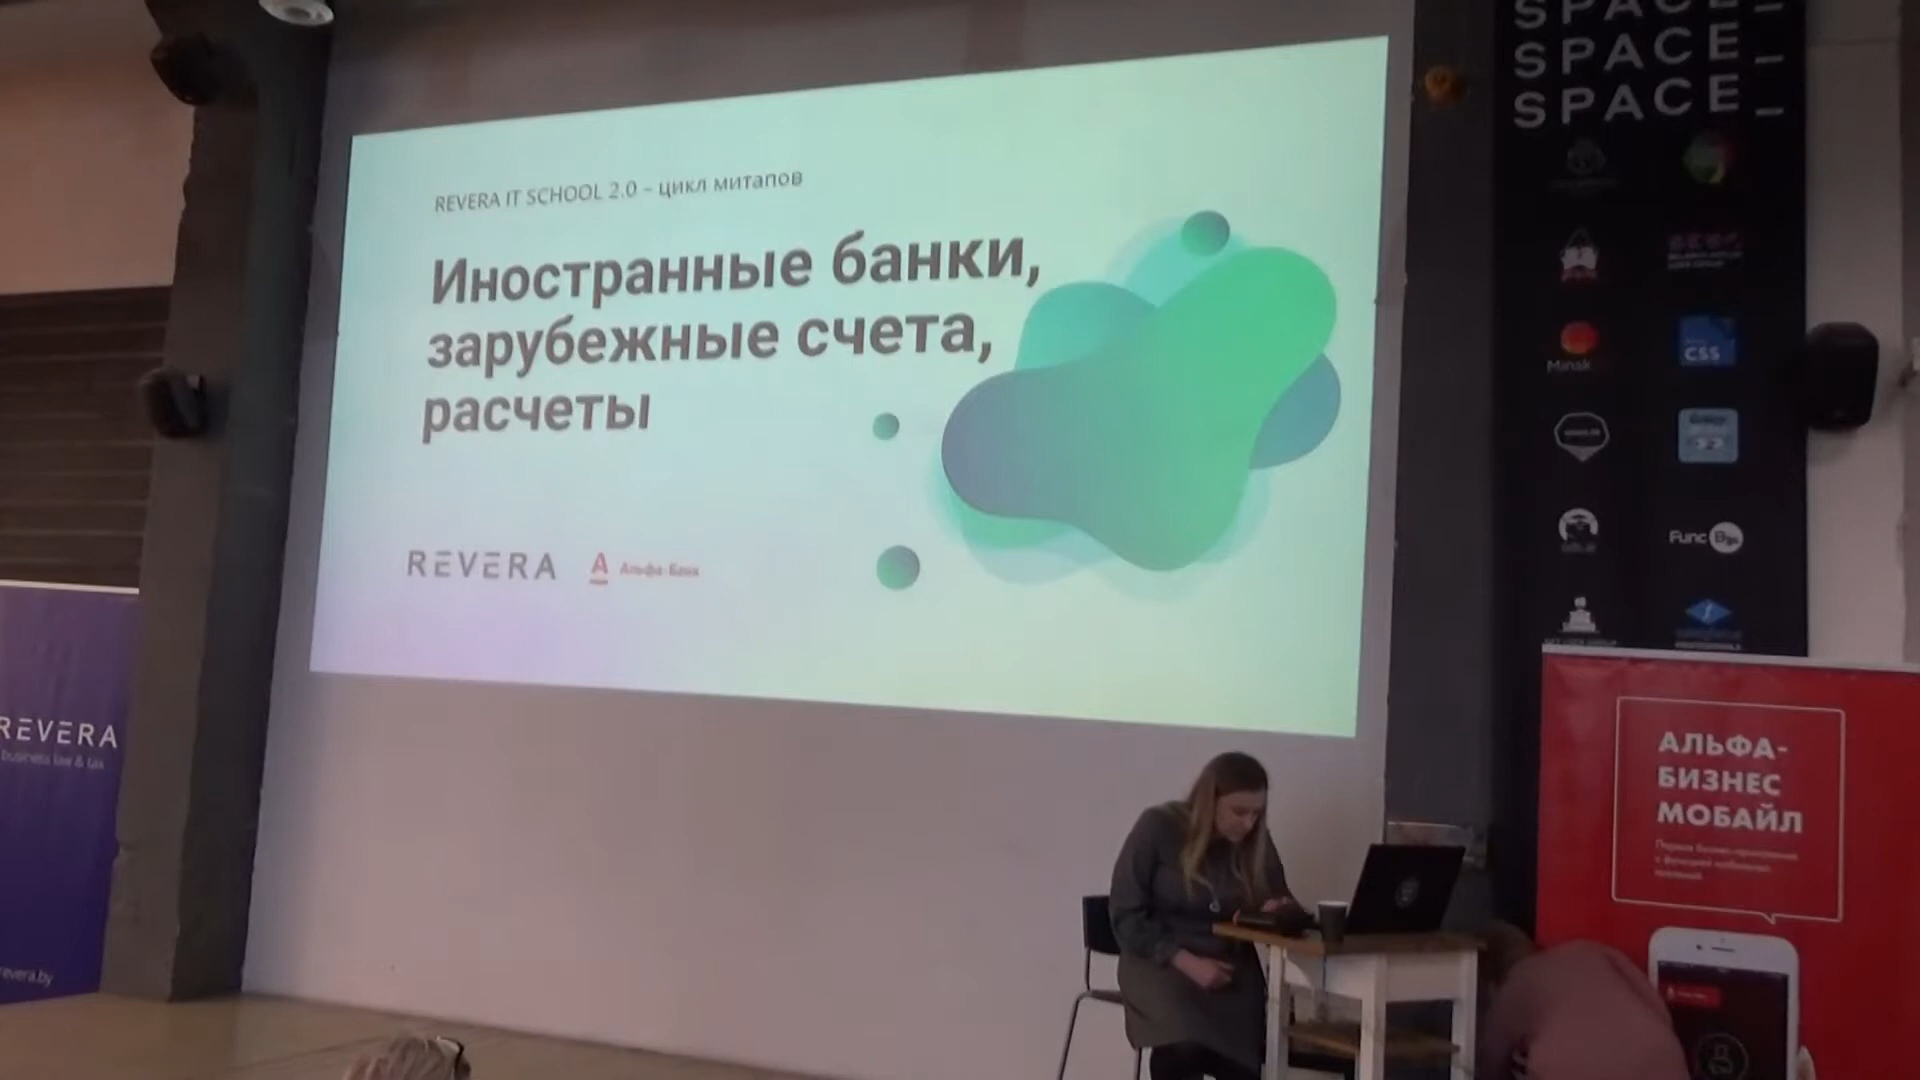 SPACE_
SPACE_
SPACE_
REVERA IT SCHOOL 2.0 – цикл митапов
Иностранные банки,
зарубежные счета,
расчеты
REVERA
Альфа·Банк
Minsk
CSS
Func
REVERA
business law & tax
revera.by
АЛЬФА-
БИЗНЕС
МОБАЙЛ